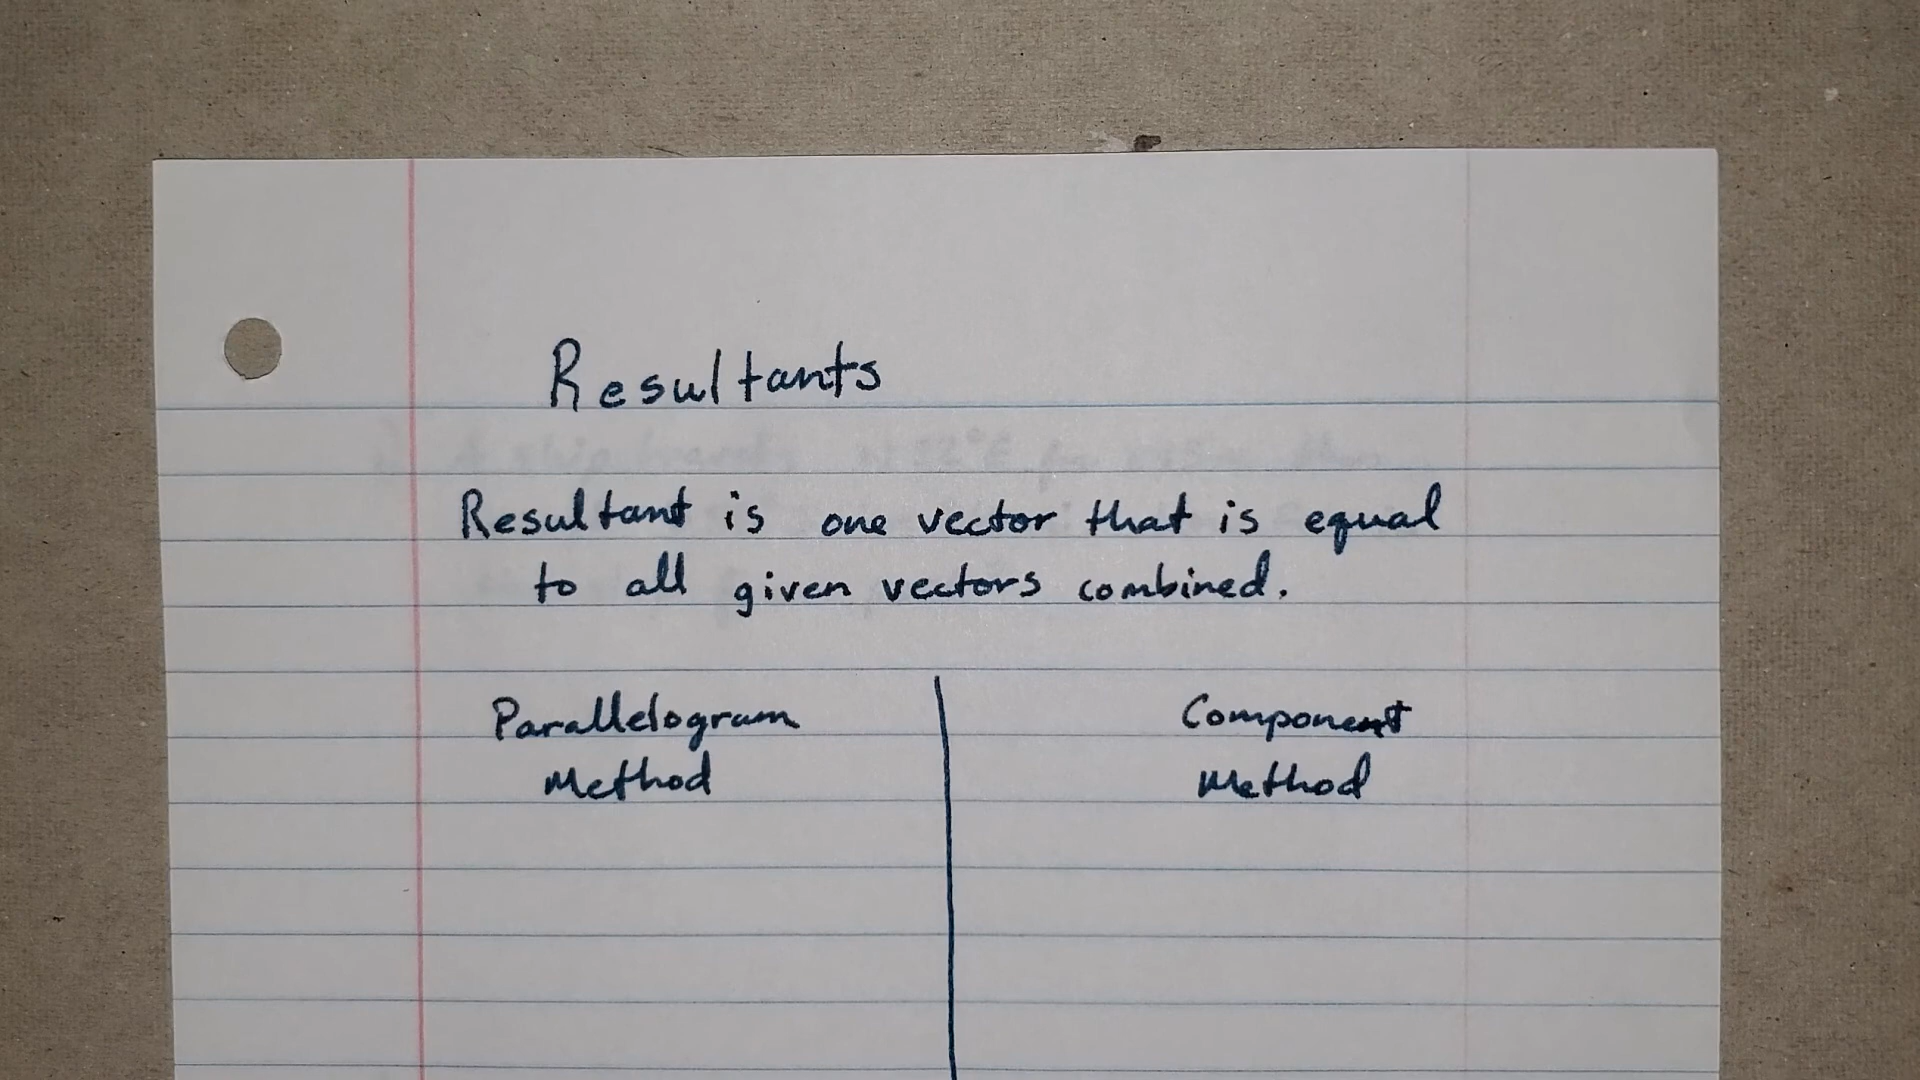 Resultants
Resultant is one vector that is equal
to all given vectors combined.
Parallelogram
Method
Component
Method